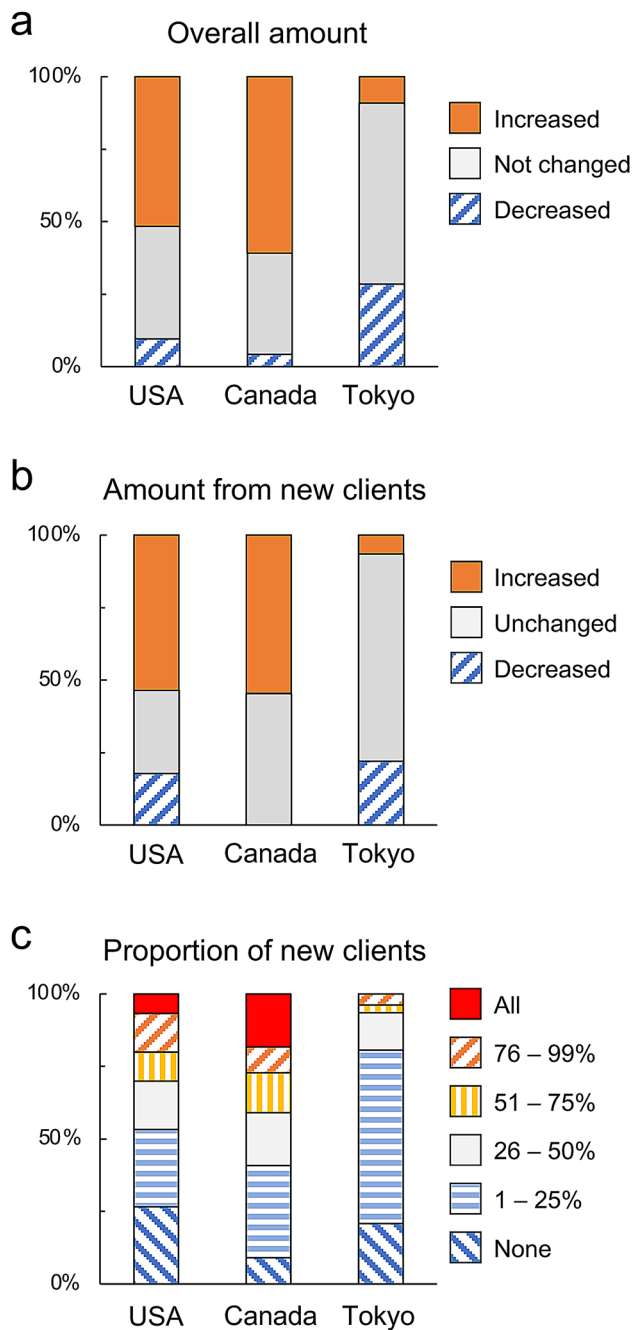 a
Overall amount
100%
50%
0%
USA
Canada
Tokyo
Increased
Not changed
Decreased
b
Amount from new clients
100%
50%
0%
USA
Canada
Tokyo
Increased
Unchanged
Decreased
c
Proportion of new clients
100%
50%
0%
USA
Canada
Tokyo
All
76 – 99%
51 – 75%
26 – 50%
1 – 25%
None